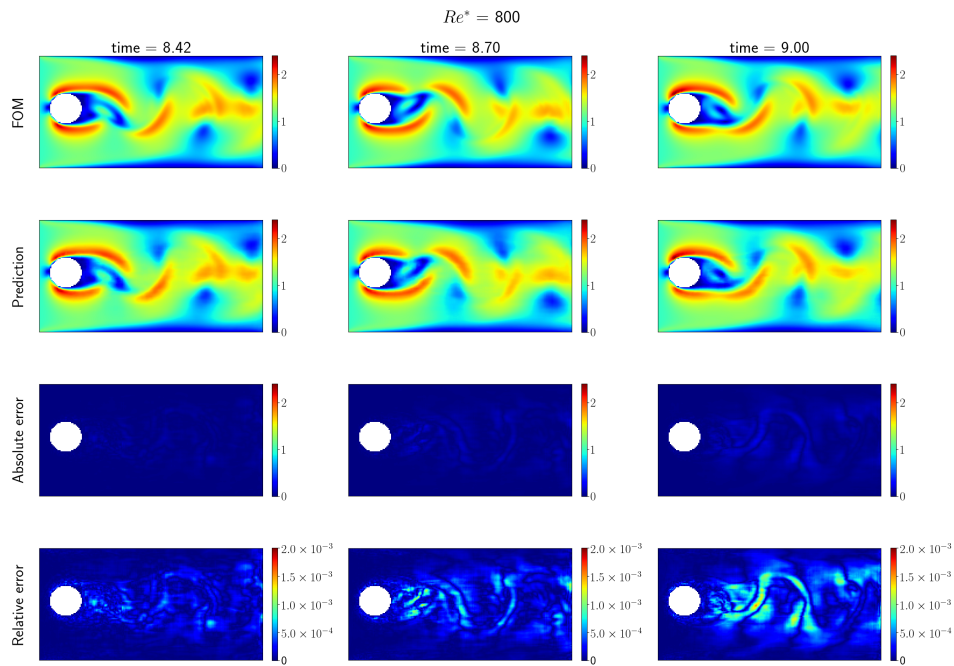 Re* = 800
time = 8.42
time = 8.70
time = 9.00
FOM
2
1
0
2
1
0
2
1
0
Prediction
2
1
0
2
1
0
2
1
0
Absolute error
2
1
0
2
1
0
2
1
0
Relative error
2.0 × 10⁻³
1.5 × 10⁻³
1.0 × 10⁻³
5.0 × 10⁻⁴
0
2.0 × 10⁻³
1.5 × 10⁻³
1.0 × 10⁻³
5.0 × 10⁻⁴
0
2.0 × 10⁻³
1.5 × 10⁻³
1.0 × 10⁻³
5.0 × 10⁻⁴
0